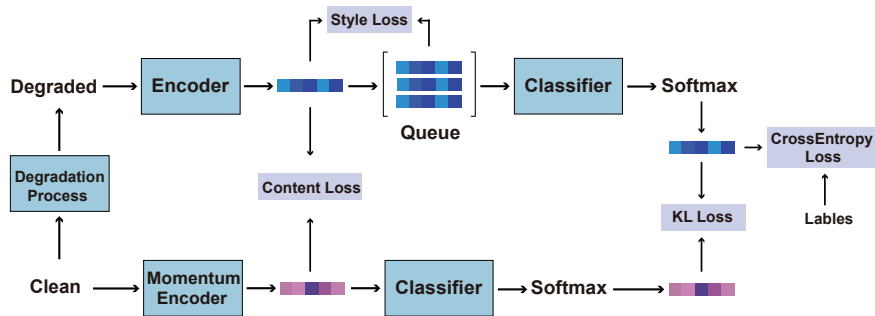 Style Loss
Degraded
Encoder
Classifier
Softmax
Queue
CrossEntropy
Loss
Degradation
Process
Content Loss
KL Loss
Lables
Clean
Momentum
Encoder
Classifier
Softmax